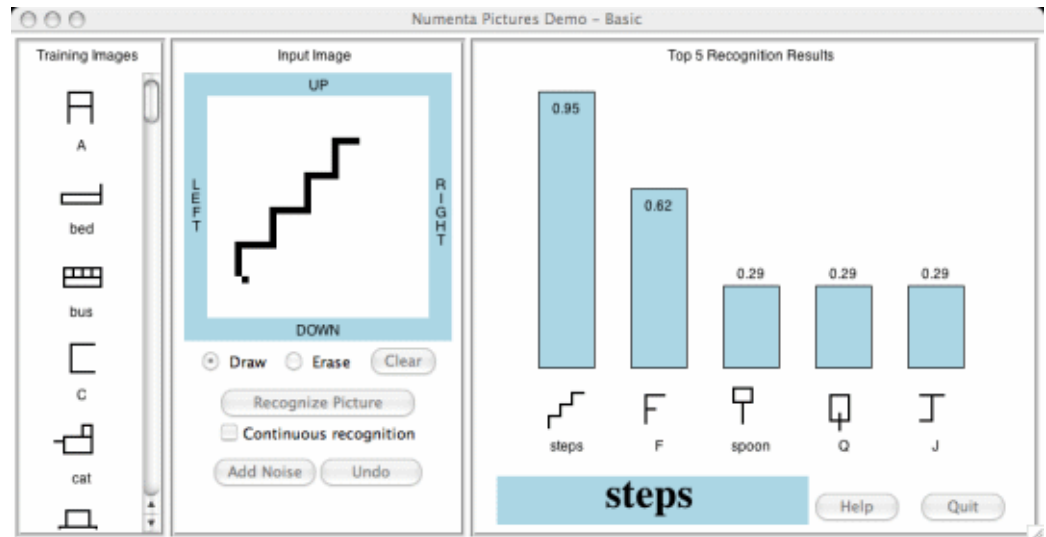 Numenta Pictures Demo – Basic
Training Images
A
bed
bus
C
cat
Input Image
UP
LEFT
RIGHT
DOWN
Draw Erase Clear
Recognize Picture
Continuous recognition
Add Noise Undo
Top 5 Recognition Results
0.95
0.62
0.29 0.29 0.29
steps F spoon Q J
steps
Help Quit